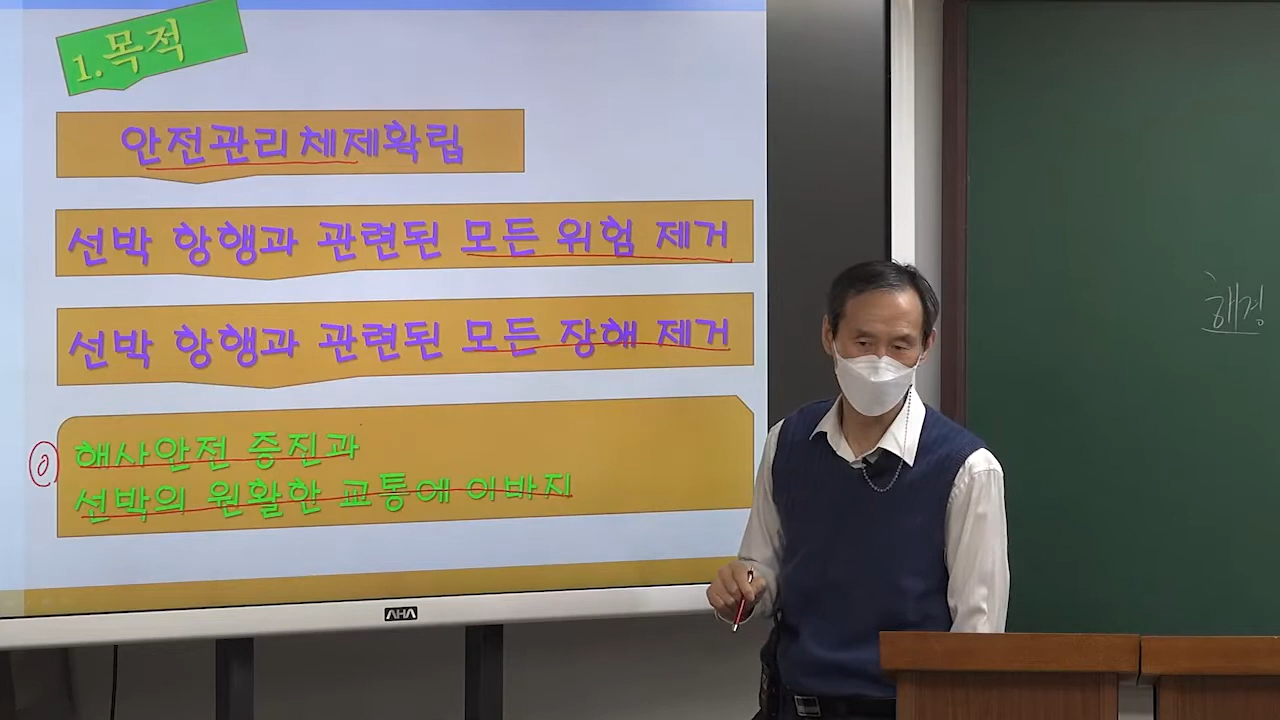 1.목적
안전관리체제확립
선박 항행과 관련된 모든 위험 제거
선박 항행과 관련된 모든 장해 제거
해사안전 증진과
선박의 원활한 교통에 이바지
AHA
해경